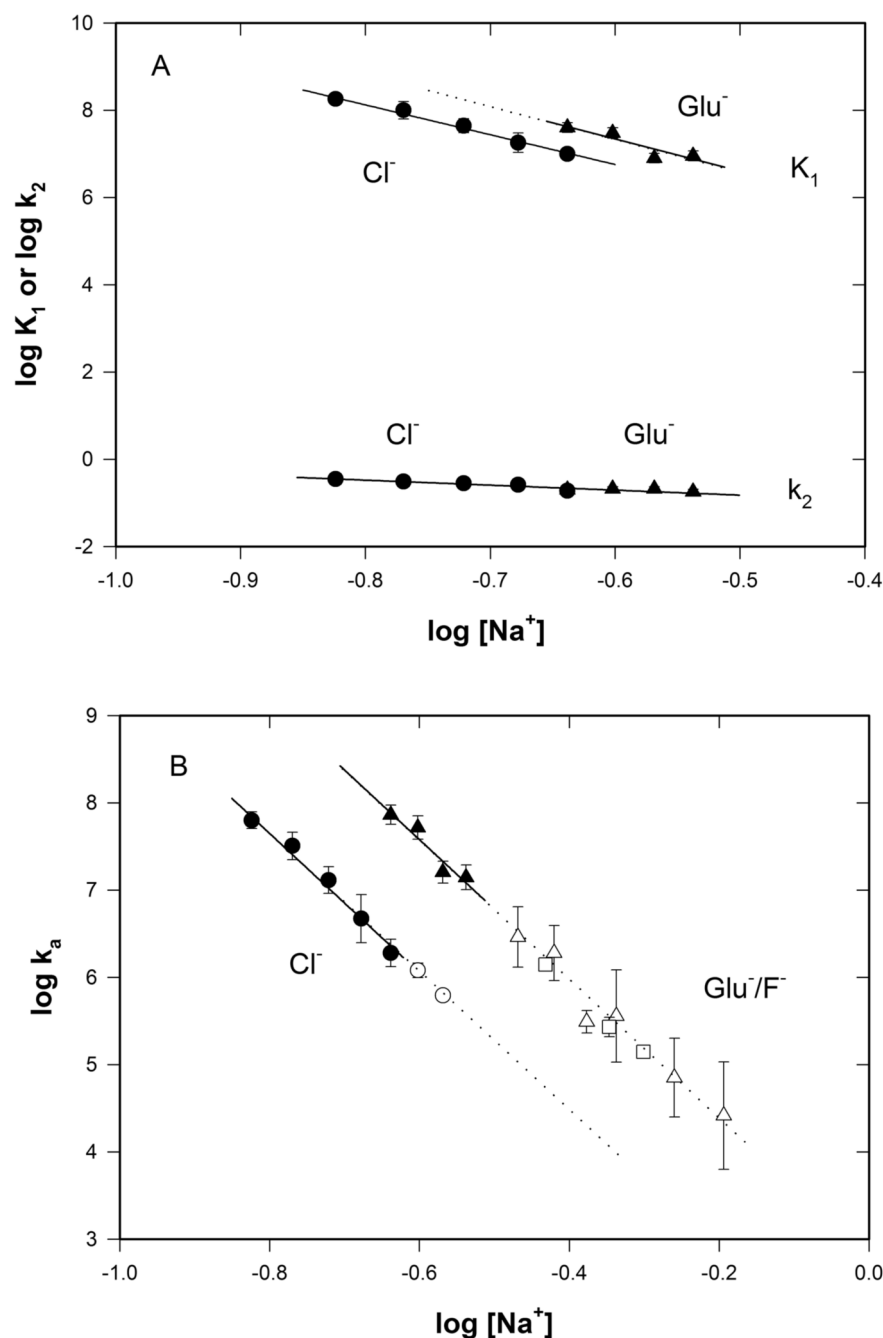 A
10
8
6
4
2
0
-2
log K₁ or log k₂
Glu⁻
Cl⁻
K₁
Cl⁻
Glu⁻
k₂
-1.0 -0.9 -0.8 -0.7 -0.6 -0.5 -0.4
log [Na⁺]
B
9
8
7
6
5
4
3
log kₐ
Cl⁻
Glu⁻/F⁻
-1.0 -0.8 -0.6 -0.4 -0.2 0.0
log [Na⁺]